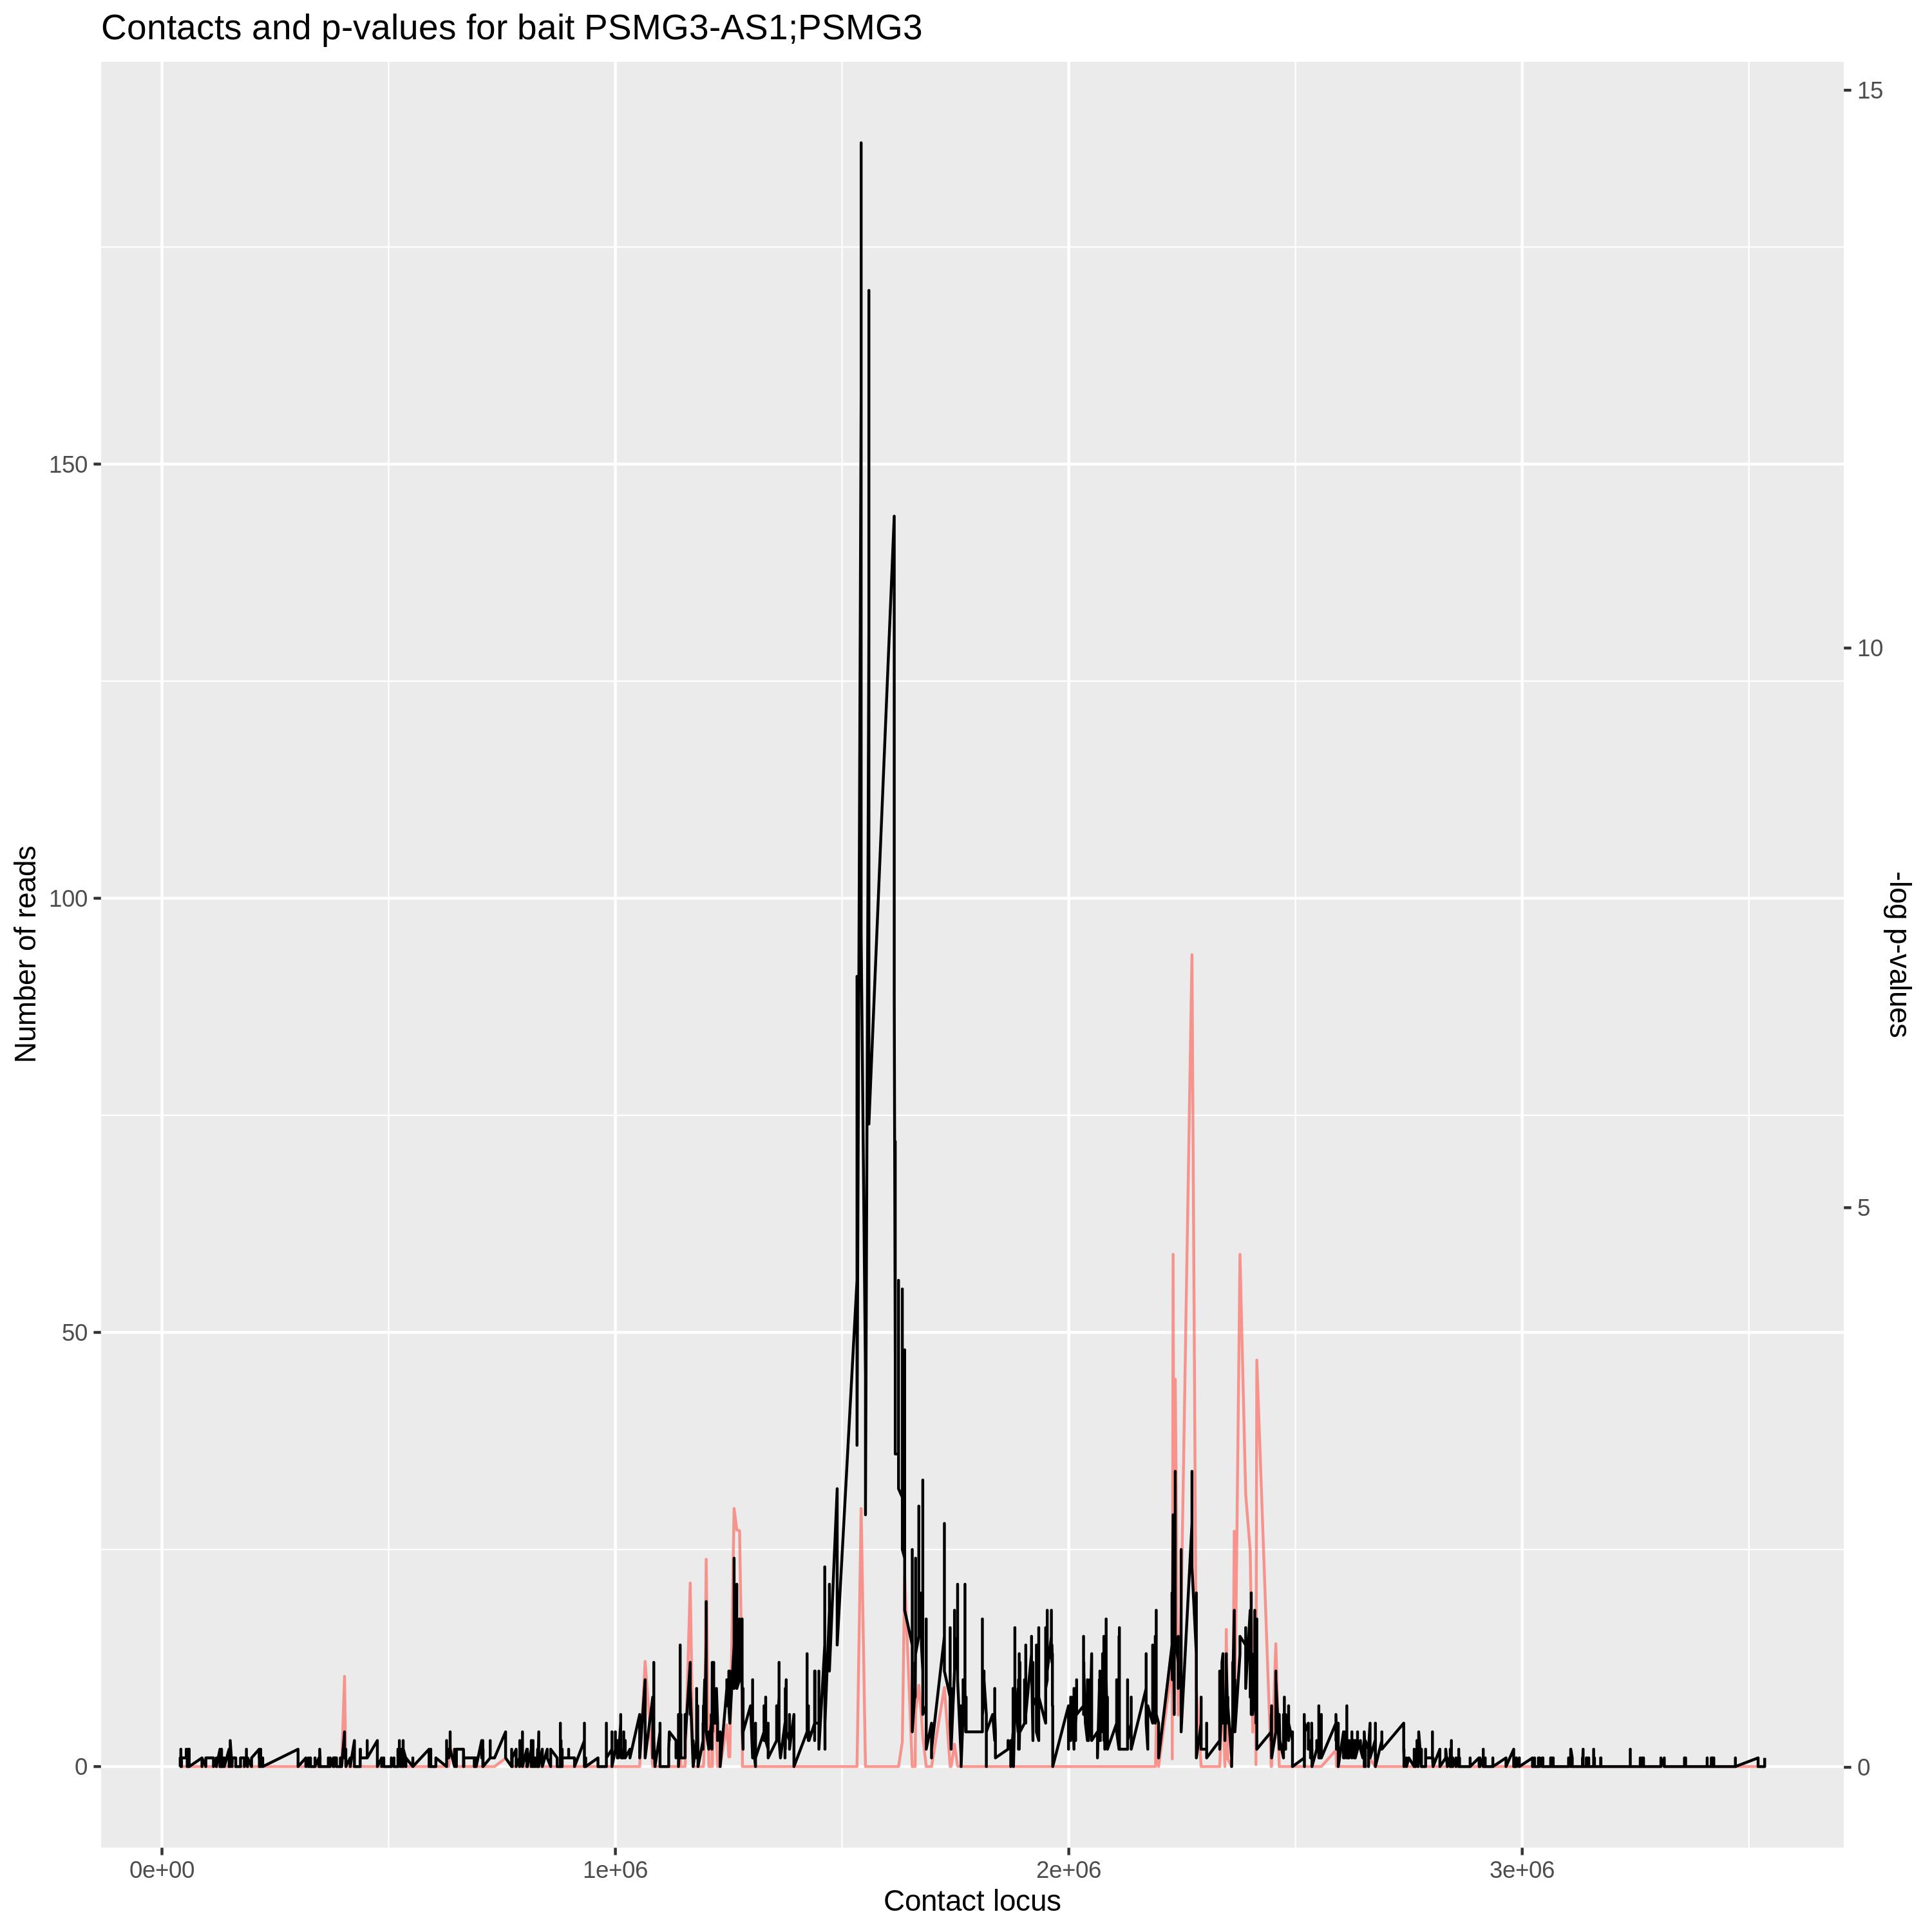 Contacts and p-values for bait PSMG3-AS1;PSMG3
15
150
10
100
Number of reads
-log p-values
5
50
0
0
0e+00
1e+06
2e+06
3e+06
Contact locus